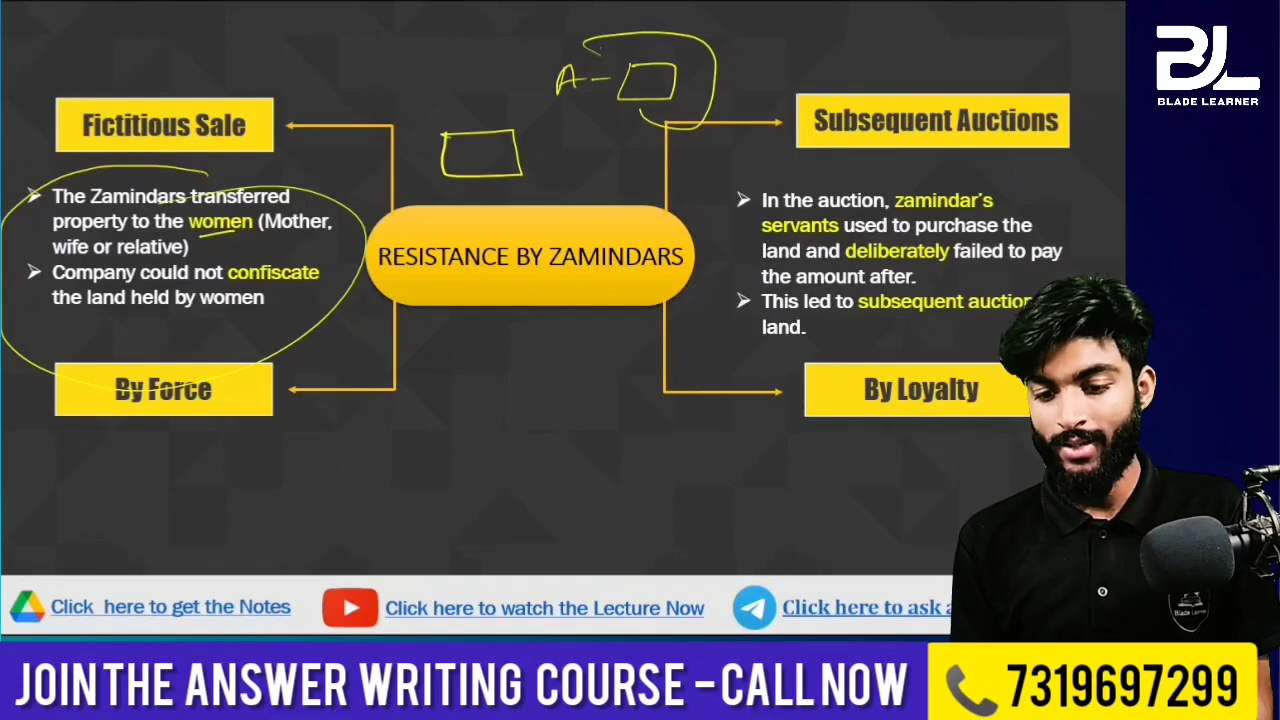 BL
BLADE LEARNER
A -
Fictitious Sale
The Zamindars transferred
property to the women (Mother,
wife or relative)
Company could not confiscate
the land held by women
Subsequent Auctions
In the auction, zamindar's
servants used to purchase the
land and deliberately failed to pay
the amount after.
This led to subsequent
land.
RESISTANCE BY ZAMINDARS
By Force
By Loyalty
Click here to get the Notes
Click here to watch the Lecture Now
Click here to ask
Blade Learner
JOIN THE ANSWER WRITING COURSE - CALL NOW
7319697299